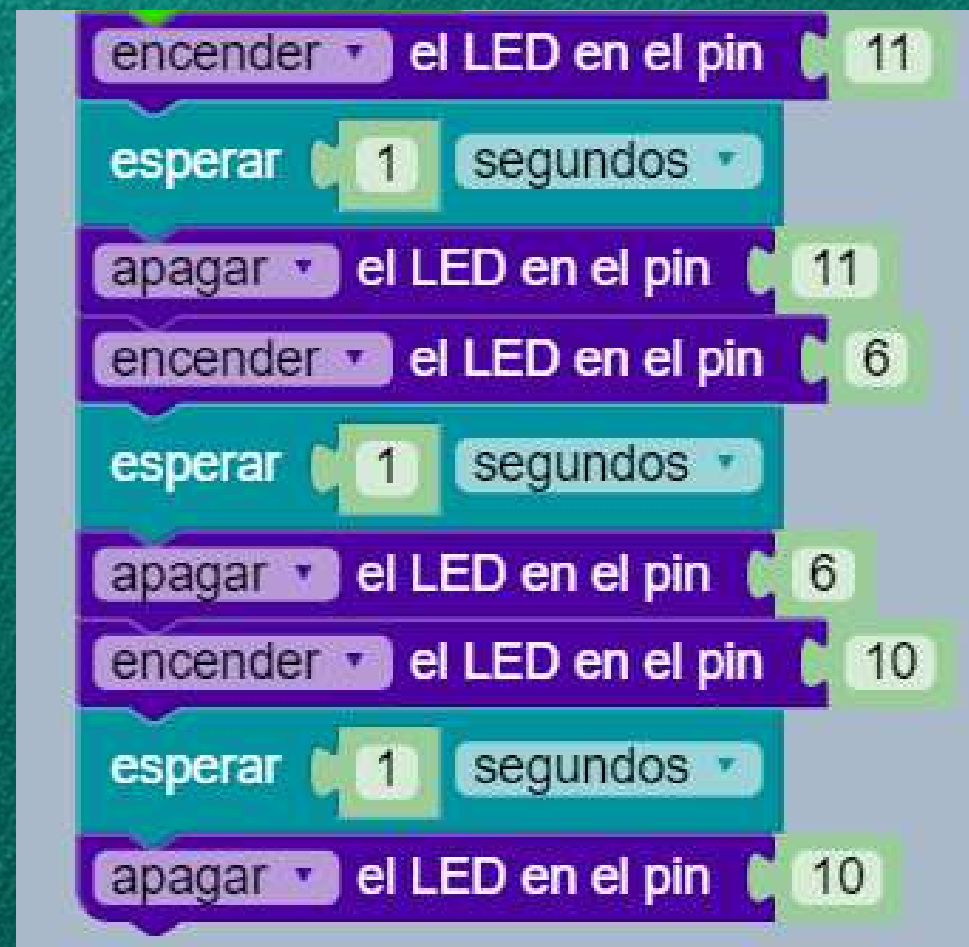 encender el LED en el pin 11
esperar 1 segundos
apagar el LED en el pin 11
encender el LED en el pin 6
esperar 1 segundos
apagar el LED en el pin 6
encender el LED en el pin 10
esperar 1 segundos
apagar el LED en el pin 10